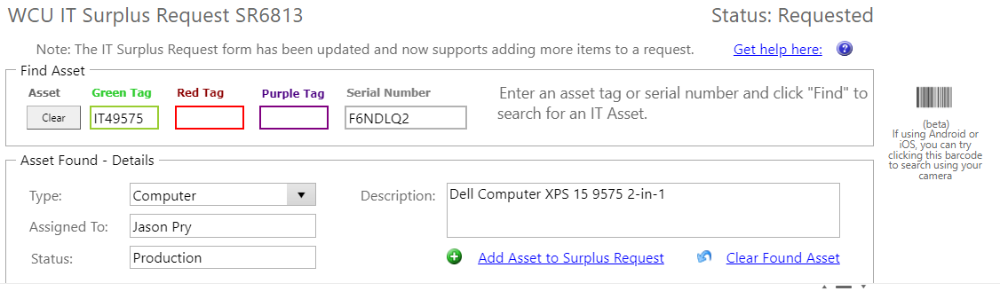 WCU IT Surplus Request SR6813
Status: Requested
Note: The IT Surplus Request form has been updated and now supports adding more items to a request.
Get help here:
?
Find Asset
Asset
Green Tag
Red Tag
Purple Tag
Serial Number
Clear
IT49575
F6NDLQ2
Enter an asset tag or serial number and click "Find" to
search for an IT Asset.
(beta)
If using Android or
iOS, you can try
clicking this barcode
to search using your
camera
Asset Found - Details
Type:
Computer
Description:
Dell Computer XPS 15 9575 2-in-1
Assigned To:
Jason Pry
Status:
Production
Add Asset to Surplus Request
Clear Found Asset